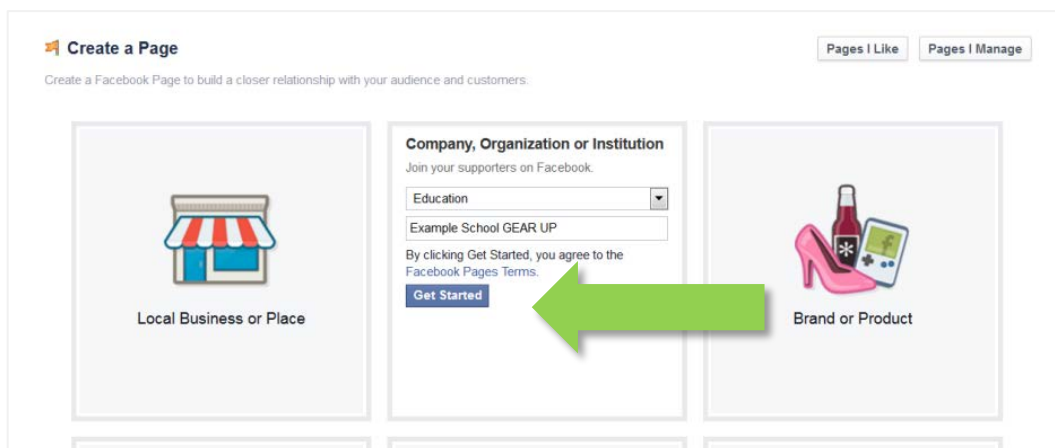 Create a Page
Pages I Like
Pages I Manage
Create a Facebook Page to build a closer relationship with your audience and customers.
Local Business or Place
Company, Organization or Institution
Join your supporters on Facebook.
Education
Example School GEAR UP
By clicking Get Started, you agree to the
Facebook Pages Terms.
Get Started
Brand or Product